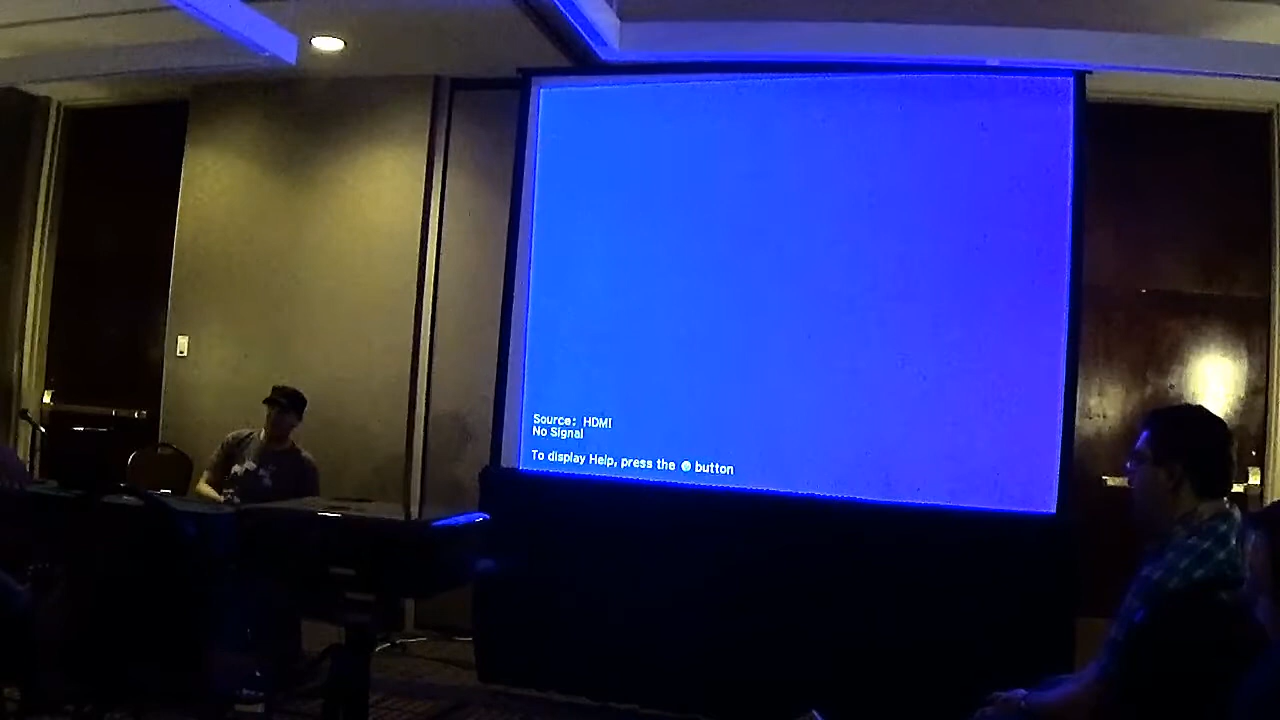 Source: HDMI
No Signal
To display Help, press the button